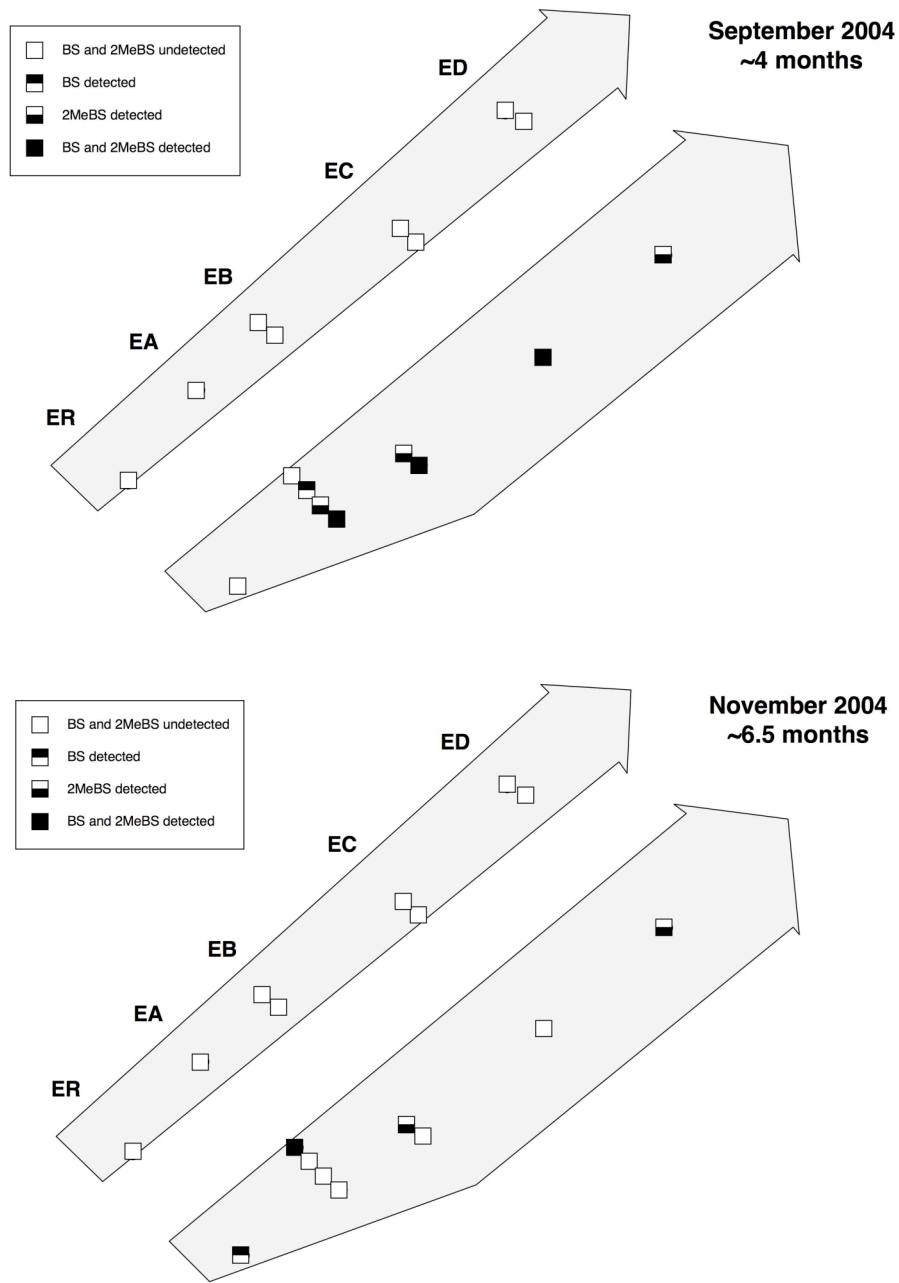 September 2004
~4 months
BS and 2MeBS undetected
BS detected
2MeBS detected
BS and 2MeBS detected
ED
EC
EB
EA
ER
November 2004
~6.5 months
BS and 2MeBS undetected
BS detected
2MeBS detected
BS and 2MeBS detected
ED
EC
EB
EA
ER